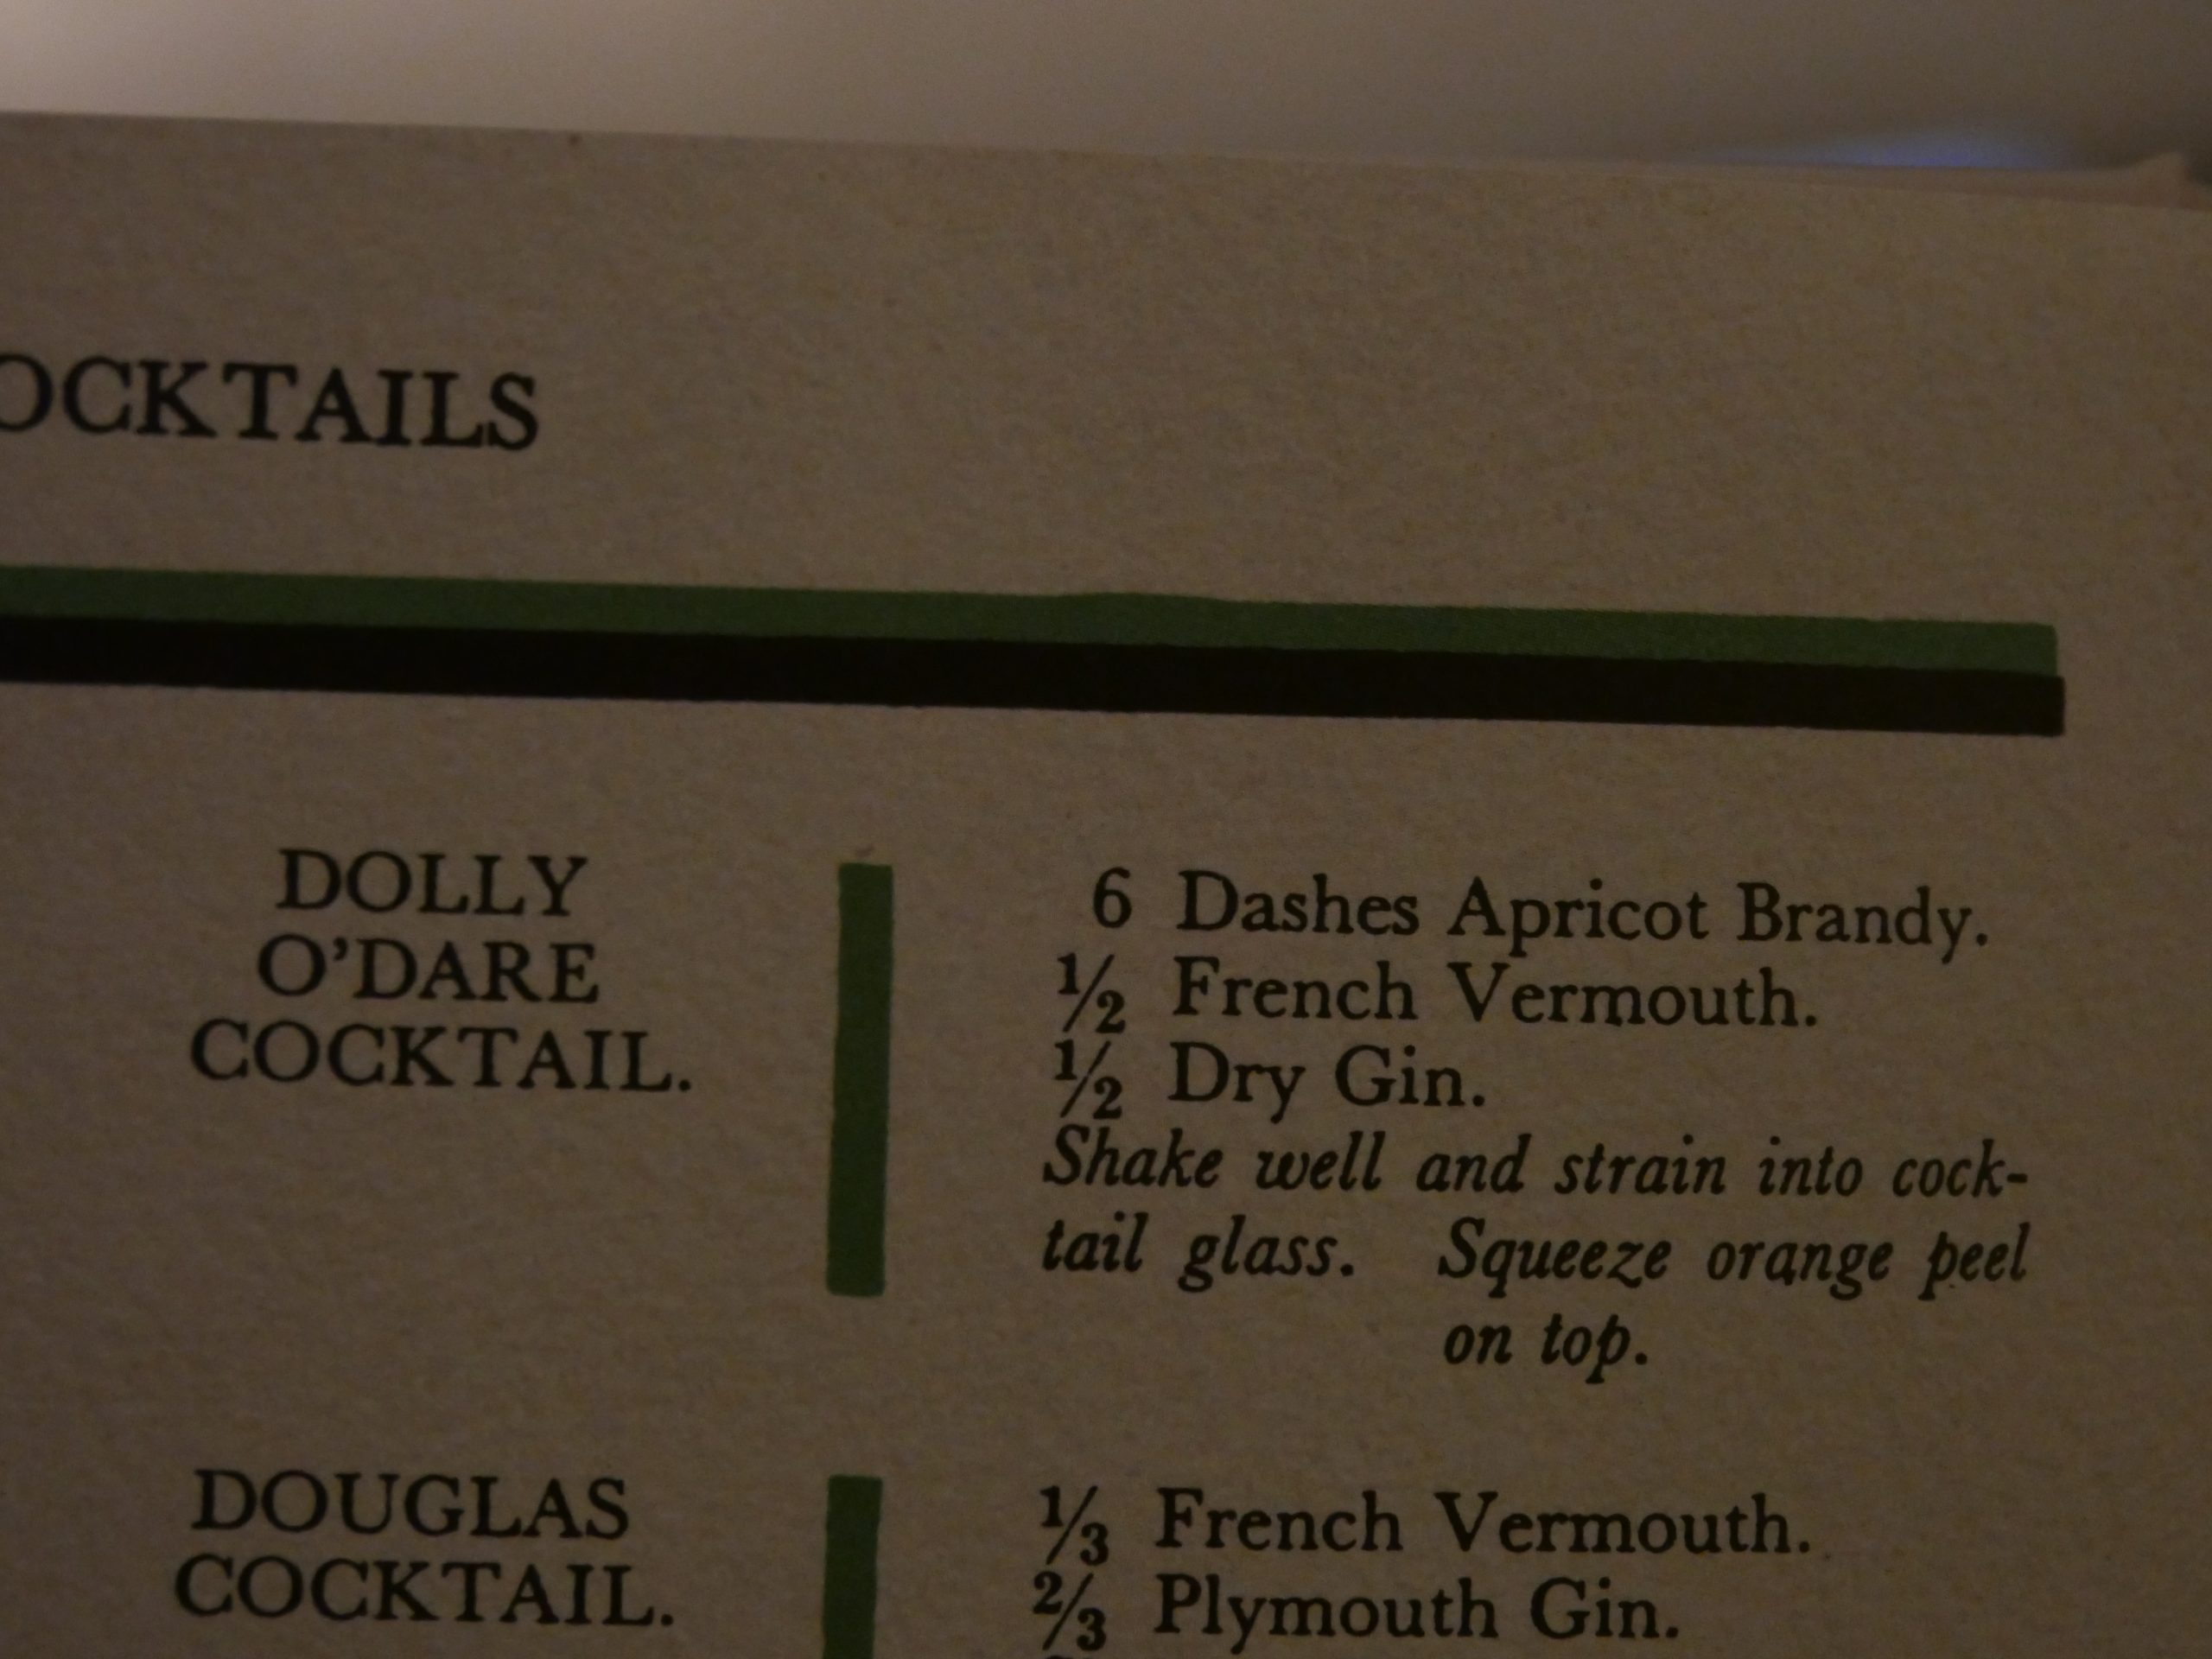 OCKTAILS
DOLLY
O'DARE
COCKTAIL.
6 Dashes Apricot Brandy.
1/2 French Vermouth.
1/2 Dry Gin.
Shake well and strain into cock-
tail glass. Squeeze orange peel
on top.
DOUGLAS
COCKTAIL.
1/3 French Vermouth.
2/3 Plymouth Gin.